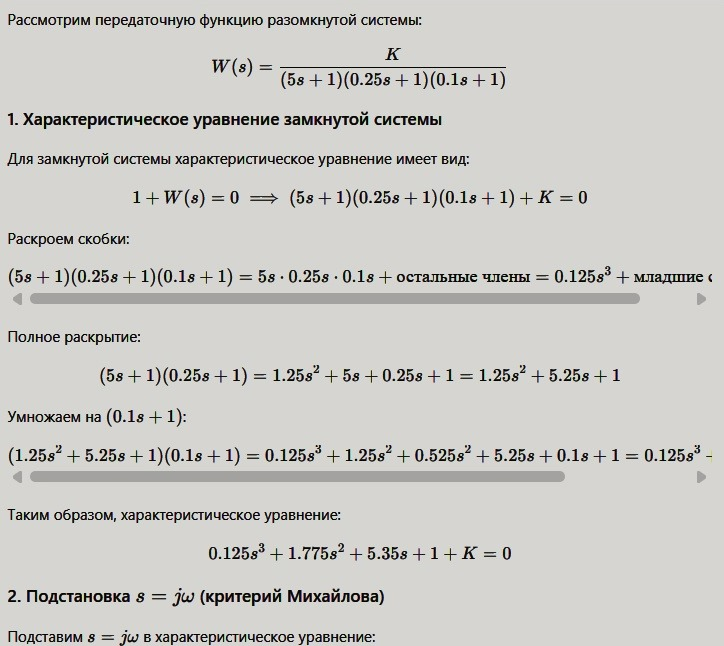 Рассмотрим передаточную функцию разомкнутой системы:
W(s) = K / ((5s + 1)(0.25s + 1)(0.1s + 1))
1. Характеристическое уравнение замкнутой системы
Для замкнутой системы характеристическое уравнение имеет вид:
1 + W(s) = 0 ⟹ (5s + 1)(0.25s + 1)(0.1s + 1) + K = 0
Раскроем скобки:
(5s + 1)(0.25s + 1)(0.1s + 1) = 5s · 0.25s · 0.1s + остальные члены = 0.125s³ + младшие
Полное раскрытие:
(5s + 1)(0.25s + 1) = 1.25s² + 5s + 0.25s + 1 = 1.25s² + 5.25s + 1
Умножаем на (0.1s + 1):
(1.25s² + 5.25s + 1)(0.1s + 1) = 0.125s³ + 1.25s² + 0.525s² + 5.25s + 0.1s + 1 = 0.125s³ +
Таким образом, характеристическое уравнение:
0.125s³ + 1.775s² + 5.35s + 1 + K = 0
2. Подстановка s = jω (критерий Михайлова)
Подставим s = jω в характеристическое уравнение: